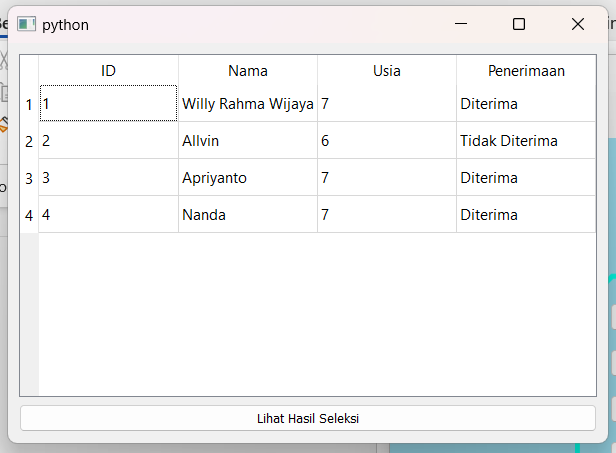 python
ID Nama Usia Penerimaan
1 1 Willy Rahma Wijaya 7 Diterima
2 2 Allvin 6 Tidak Diterima
3 3 Apriyanto 7 Diterima
4 4 Nanda 7 Diterima
Lihat Hasil Seleksi